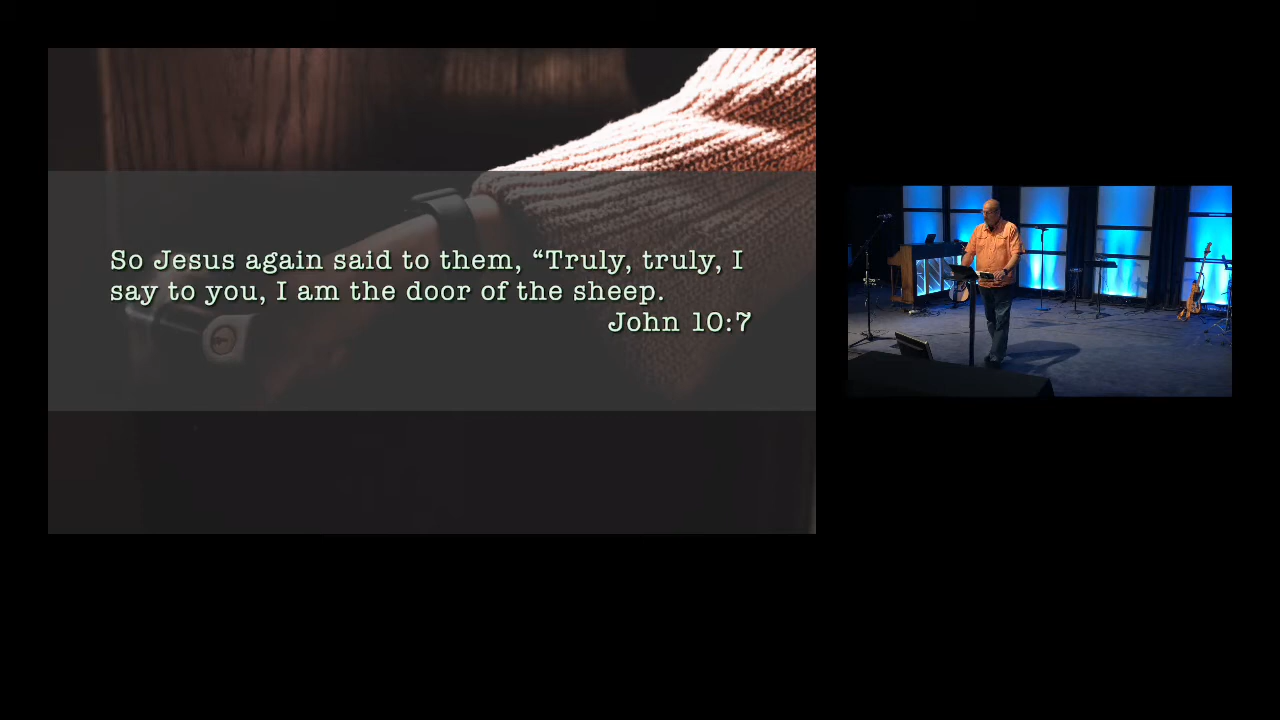 So Jesus again said to them, “Truly, truly, I
say to you, I am the door of the sheep.
John 10:7